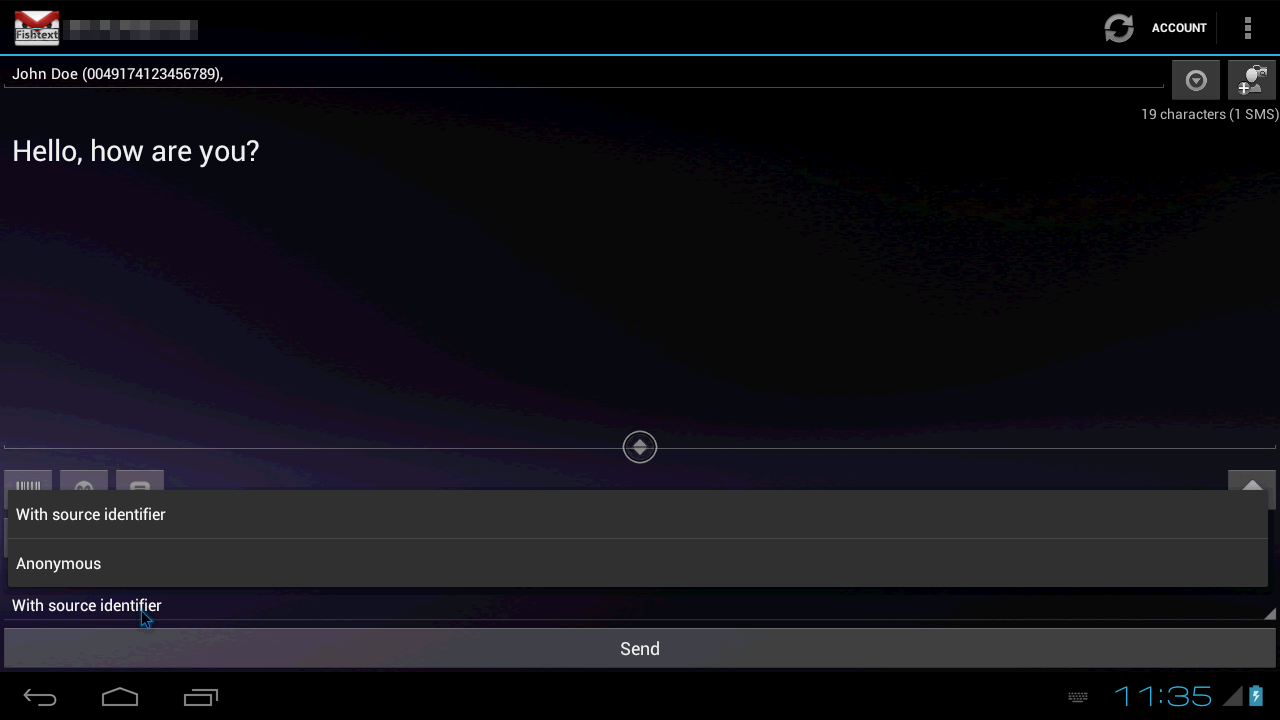 Fishtext
ACCOUNT
John Doe (0049174123456789),
19 characters (1 SMS)
Hello, how are you?
With source identifier
Anonymous
With source identifier
Send
11:35